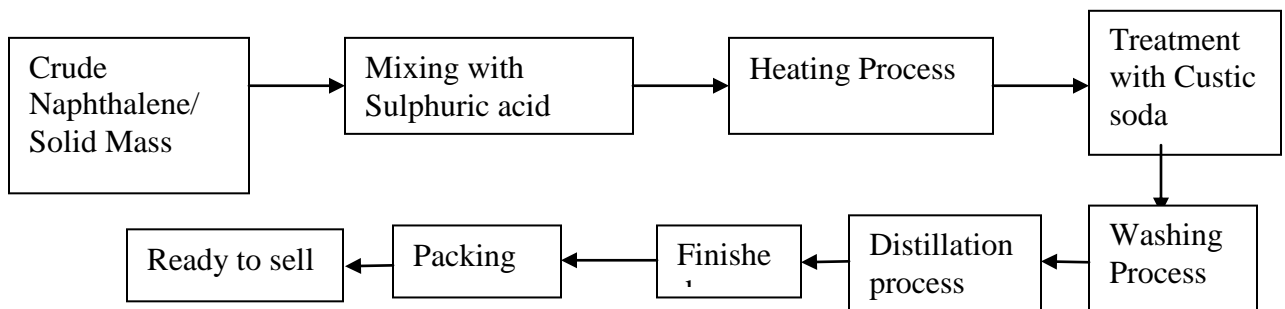 Crude
Naphthalene/
Solid Mass
Mixing with
Sulphuric acid
Heating Process
Treatment
with Custic
soda
Washing
Process
Distillation
process
Finishe
Packing
Ready to sell